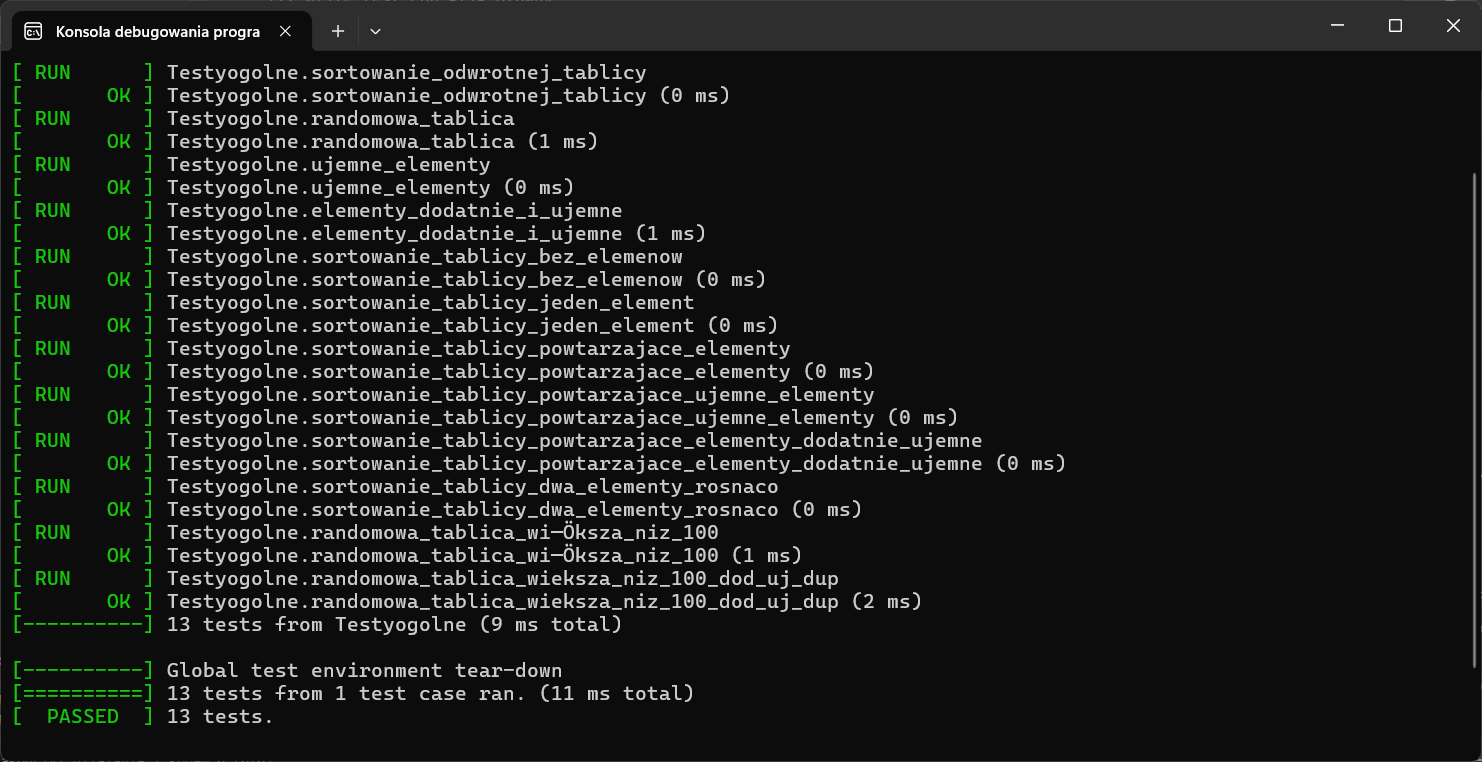 Konsola debugowania progra
[ RUN      ] Testyogolne.sortowanie_odwrotnej_tablicy
[       OK ] Testyogolne.sortowanie_odwrotnej_tablicy (0 ms)
[ RUN      ] Testyogolne.randomowa_tablica
[       OK ] Testyogolne.randomowa_tablica (1 ms)
[ RUN      ] Testyogolne.ujemne_elementy
[       OK ] Testyogolne.ujemne_elementy (0 ms)
[ RUN      ] Testyogolne.elementy_dodatnie_i_ujemne
[       OK ] Testyogolne.elementy_dodatnie_i_ujemne (1 ms)
[ RUN      ] Testyogolne.sortowanie_tablicy_bez_elemenow
[       OK ] Testyogolne.sortowanie_tablicy_bez_elemenow (0 ms)
[ RUN      ] Testyogolne.sortowanie_tablicy_jeden_element
[       OK ] Testyogolne.sortowanie_tablicy_jeden_element (0 ms)
[ RUN      ] Testyogolne.sortowanie_tablicy_powtarzajace_elementy
[       OK ] Testyogolne.sortowanie_tablicy_powtarzajace_elementy (0 ms)
[ RUN      ] Testyogolne.sortowanie_tablicy_powtarzajace_ujemne_elementy
[       OK ] Testyogolne.sortowanie_tablicy_powtarzajace_ujemne_elementy (0 ms)
[ RUN      ] Testyogolne.sortowanie_tablicy_powtarzajace_elementy_dodatnie_ujemne
[       OK ] Testyogolne.sortowanie_tablicy_powtarzajace_elementy_dodatnie_ujemne (0 ms)
[ RUN      ] Testyogolne.sortowanie_tablicy_dwa_elementy_rosnaco
[       OK ] Testyogolne.sortowanie_tablicy_dwa_elementy_rosnaco (0 ms)
[ RUN      ] Testyogolne.randomowa_tablica_wi─Öksza_niz_100
[       OK ] Testyogolne.randomowa_tablica_wi─Öksza_niz_100 (1 ms)
[ RUN      ] Testyogolne.randomowa_tablica_wieksza_niz_100_dod_uj_dup
[       OK ] Testyogolne.randomowa_tablica_wieksza_niz_100_dod_uj_dup (2 ms)
[----------] 13 tests from Testyogolne (9 ms total)
[----------] Global test environment tear-down
[==========] 13 tests from 1 test case ran. (11 ms total)
[  PASSED  ] 13 tests.